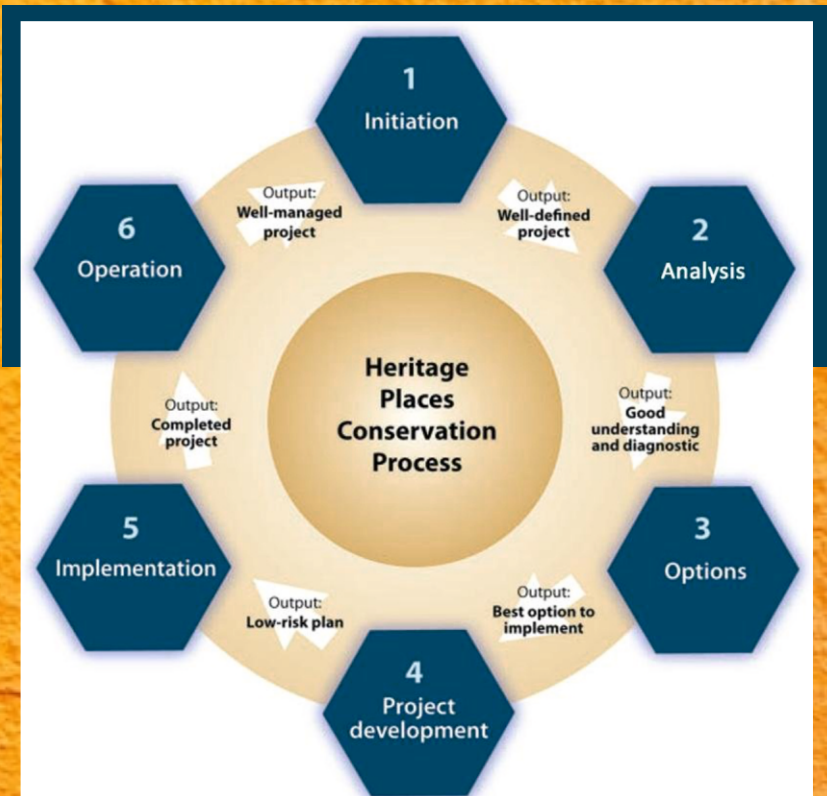 1
Initiation
Output:
Well-defined
project
2
Analysis
Output:
Good
understanding
and diagnostic
3
Options
Output:
Best option to
implement
4
Project
development
Output:
Low-risk plan
5
Implementation
Output:
Completed
project
6
Operation
Output:
Well-managed
project
Heritage
Places
Conservation
Process